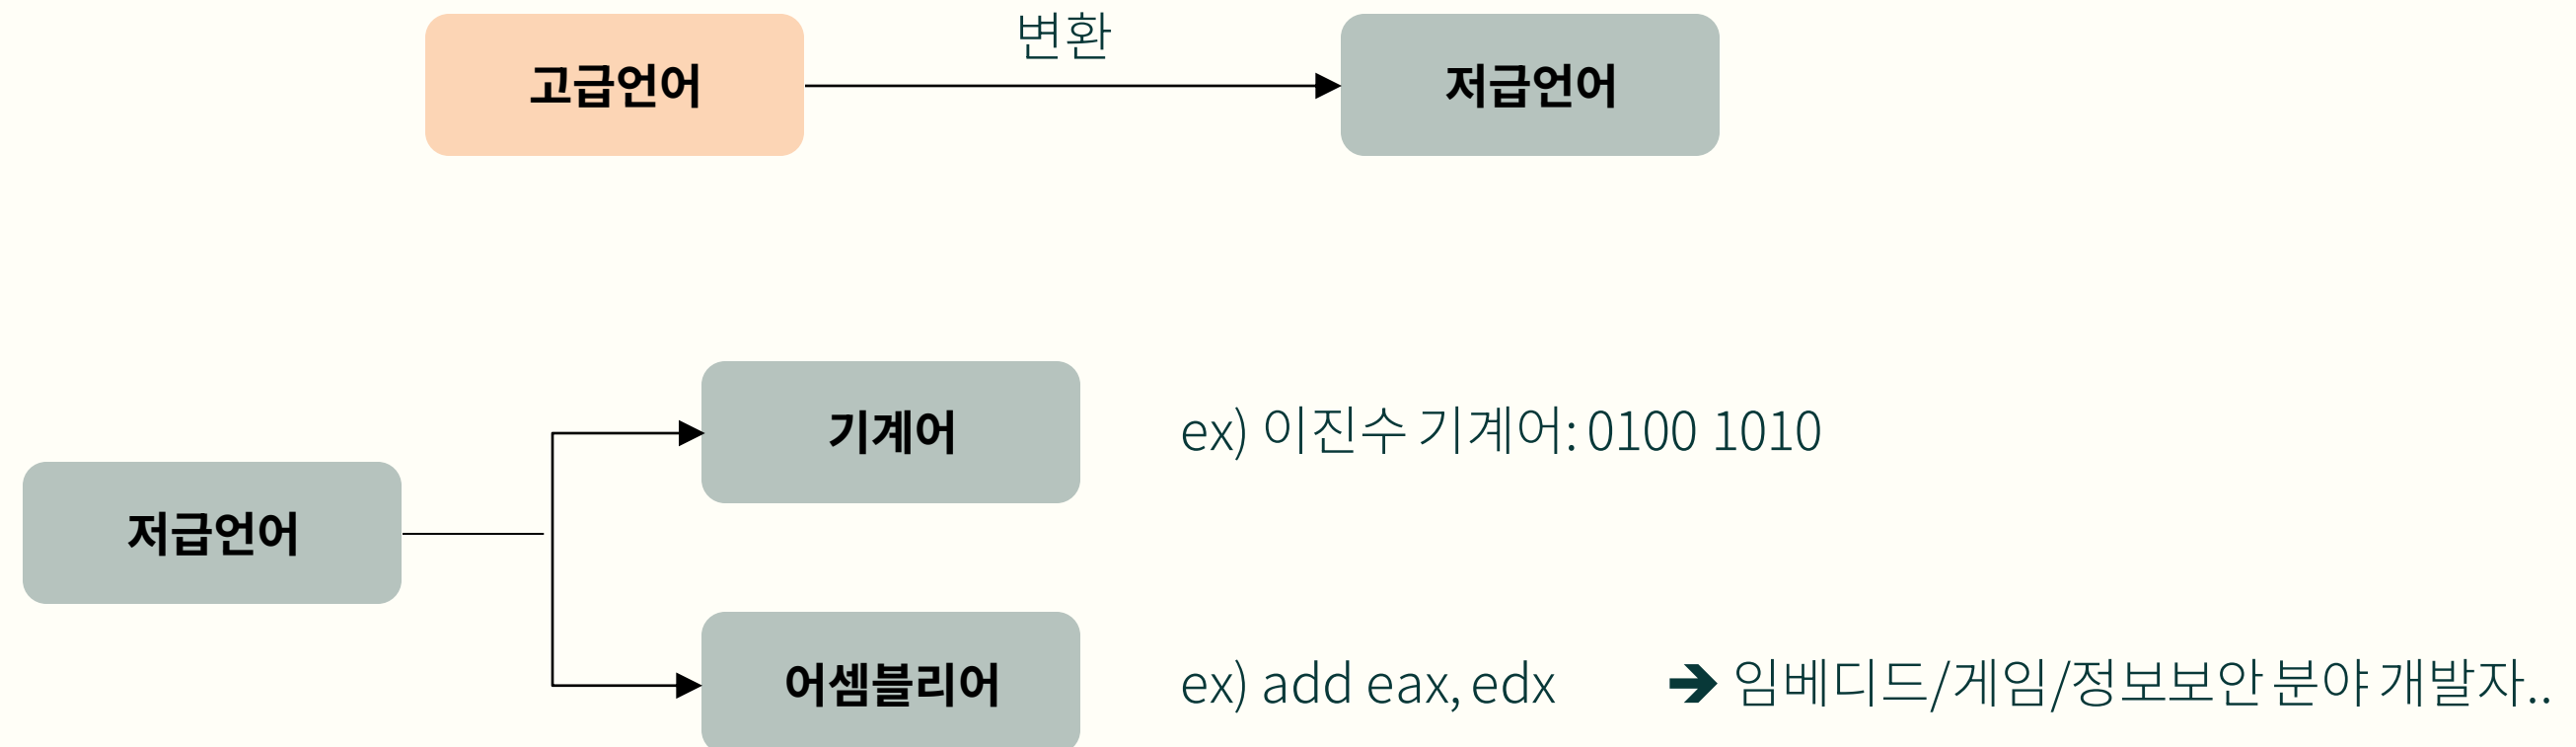 변환
고급언어
저급언어
기계어
ex) 이진수 기계어: 0100 1010
저급언어
어셈블리어
ex) add eax, edx
➔ 임베디드/게임/정보보안 분야 개발자..